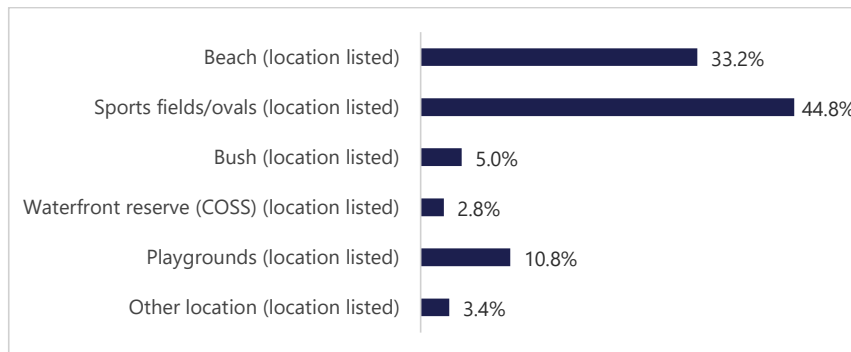 Beach (location listed) 33.2%
Sports fields/ovals (location listed) 44.8%
Bush (location listed) 5.0%
Waterfront reserve (COSS) (location listed) 2.8%
Playgrounds (location listed) 10.8%
Other location (location listed) 3.4%